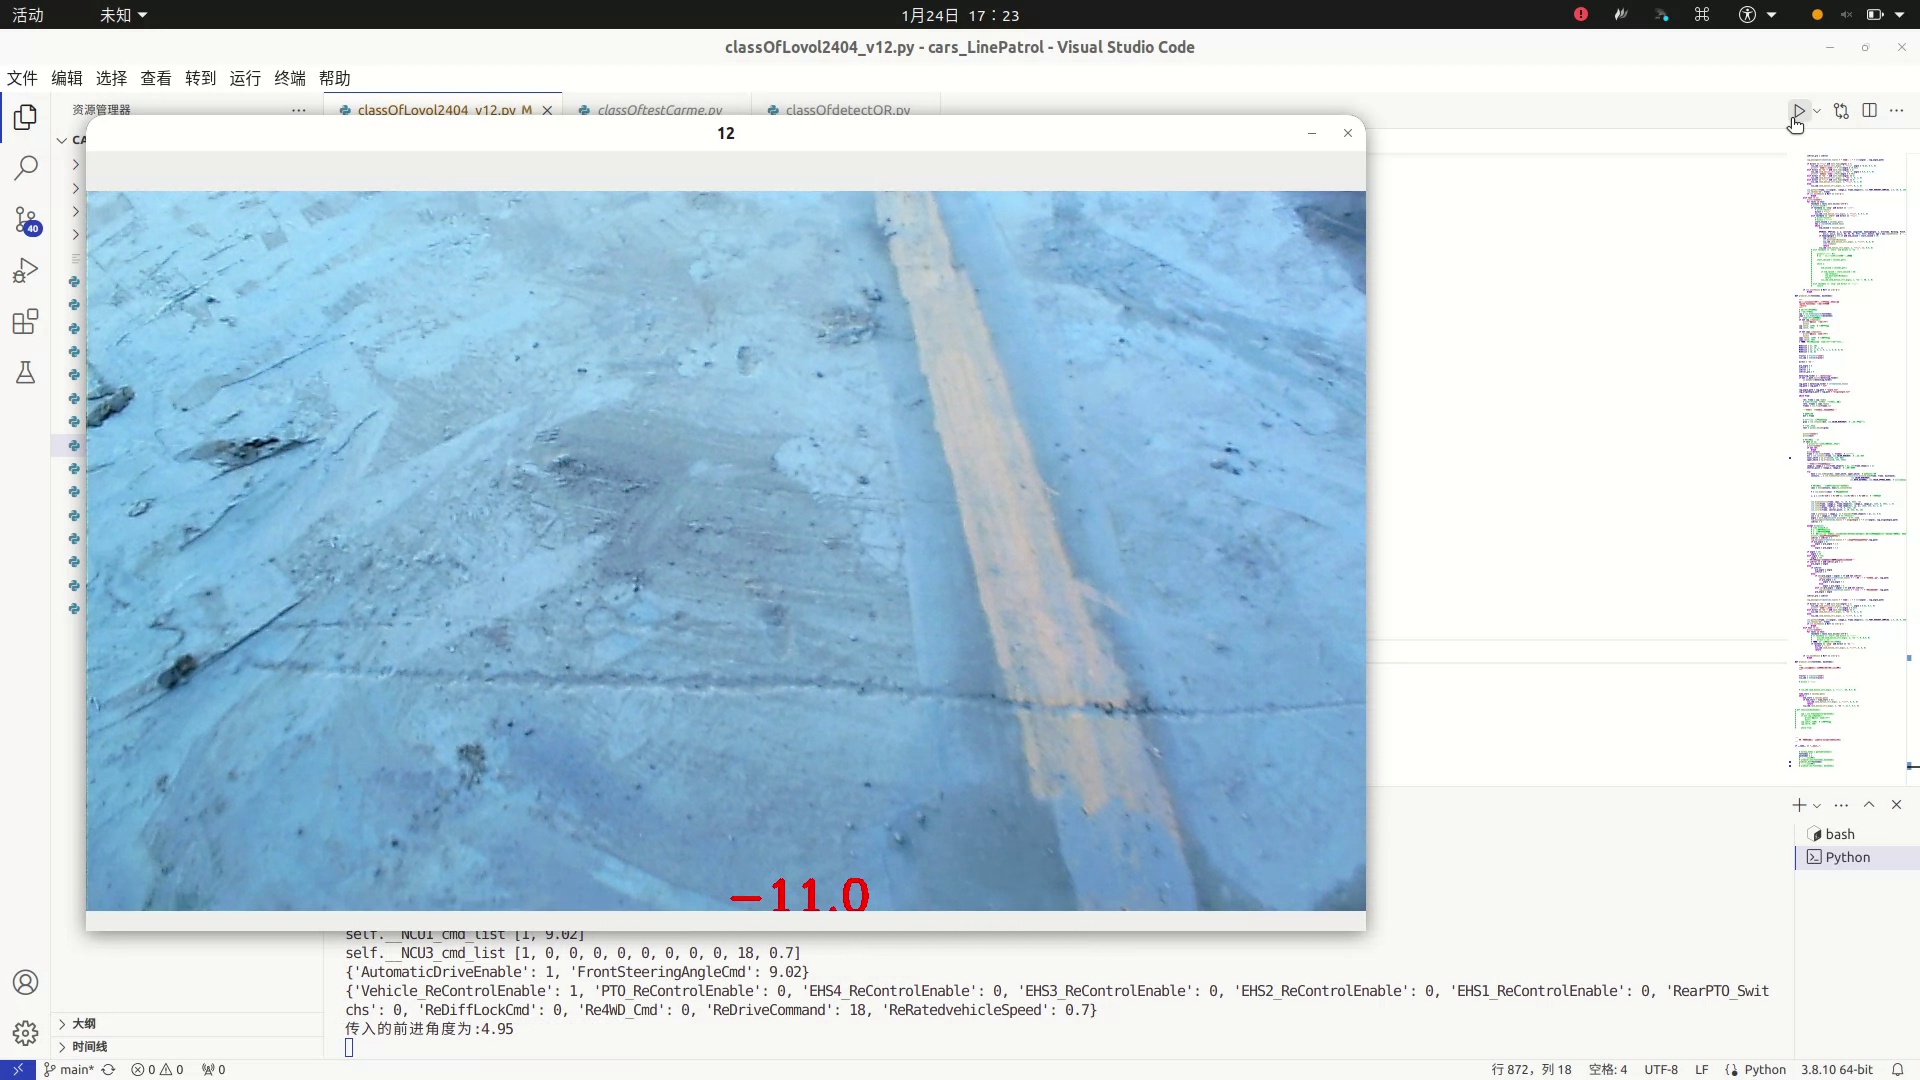 活动
未知
1月24日 17：23
classOfLovol2404_v12.py - cars_LinePatrol - Visual Studio Code
文件 编辑 选择 查看 转到 运行 终端 帮助
资源管理器
classOfLovol2404_v12.py M
classOftestCarme.py
classOfdetectQR.py
CA
12
40
-11.0
bash
Python
self.__NCU1_cmd_list [1, 9.02]
self.__NCU3_cmd_list [1, 0, 0, 0, 0, 0, 0, 0, 0, 18, 0.7]
{'AutomaticDriveEnable': 1, 'FrontSteeringAngleCmd': 9.02}
{'Vehicle_ReControlEnable': 1, 'PTO_ReControlEnable': 0, 'EHS4_ReControlEnable': 0, 'EHS3_ReControlEnable': 0, 'EHS2_ReControlEnable': 0, 'EHS1_ReControlEnable': 0, 'RearPTO_Swit
chs': 0, 'ReDiffLockCmd': 0, 'Re4WD_Cmd': 0, 'ReDriveCommand': 18, 'ReRatedvehicleSpeed': 0.7}
传入的前进角度为:4.95
大纲
时间线
main* 0 0 0
行 872，列 18 空格: 4 UTF-8 LF Python 3.8.10 64-bit